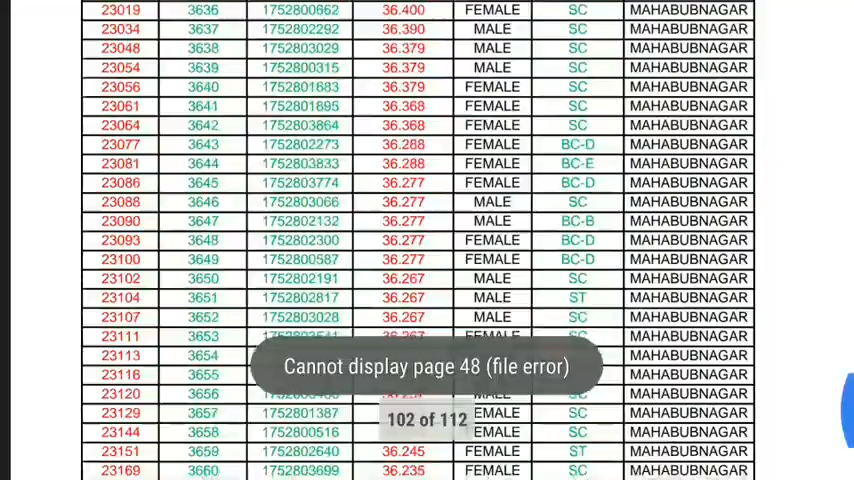 23019 3636 1752800662 36.400 FEMALE SC MAHABUBNAGAR
23034 3637 1752802292 36.390 MALE SC MAHABUBNAGAR
23048 3638 1752803029 36.379 MALE SC MAHABUBNAGAR
23054 3639 1752800315 36.379 MALE SC MAHABUBNAGAR
23056 3640 1752801683 36.379 FEMALE SC MAHABUBNAGAR
23061 3641 1752801695 36.368 FEMALE SC MAHABUBNAGAR
23064 3642 1752803864 36.368 FEMALE SC MAHABUBNAGAR
23077 3643 1752802273 36.288 FEMALE BC-D MAHABUBNAGAR
23081 3644 1752803833 36.288 FEMALE BC-E MAHABUBNAGAR
23086 3645 1752803774 36.277 FEMALE BC-D MAHABUBNAGAR
23088 3646 1752803066 36.277 MALE SC MAHABUBNAGAR
23090 3647 1752802132 36.277 MALE BC-B MAHABUBNAGAR
23093 3648 1752802300 36.277 FEMALE BC-D MAHABUBNAGAR
23100 3649 1752800587 36.277 FEMALE BC-D MAHABUBNAGAR
23102 3650 1752802191 36.267 MALE SC MAHABUBNAGAR
23104 3651 1752802817 36.267 MALE ST MAHABUBNAGAR
23107 3652 1752803028 36.267 MALE SC MAHABUBNAGAR
23111 3653 36.267 FEMALE SC MAHABUBNAGAR
23113 3654 MAHABUBNAGAR
Cannot display page 48 (file error)
23116 3655 MAHABUBNAGAR
23120 3656 MALE SC MAHABUBNAGAR
23129 3657 1752801387 SC MAHABUBNAGAR
102 of 112
23144 3658 1752800516 SC MAHABUBNAGAR
23151 3659 1752802640 36.245 FEMALE ST MAHABUBNAGAR
23169 3660 1752803699 36.235 FEMALE SC MAHABUBNAGAR